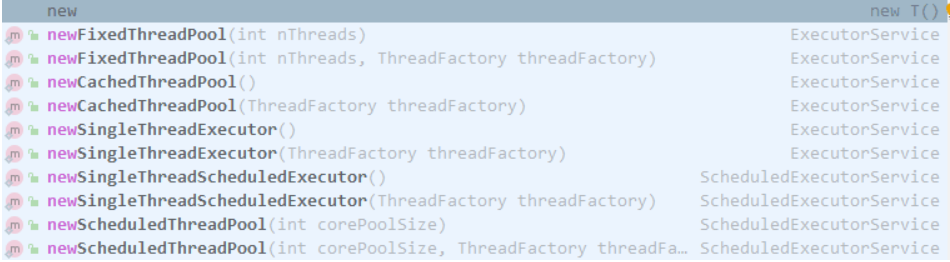 new new T()
newFixedThreadPool(int nThreads) ExecutorService
newFixedThreadPool(int nThreads, ThreadFactory threadFactory) ExecutorService
newCachedThreadPool() ExecutorService
newCachedThreadPool(ThreadFactory threadFactory) ExecutorService
newSingleThreadExecutor() ExecutorService
newSingleThreadExecutor(ThreadFactory threadFactory) ExecutorService
newSingleThreadScheduledExecutor() ScheduledExecutorService
newSingleThreadScheduledExecutor(ThreadFactory threadFactory) ScheduledExecutorService
newScheduledThreadPool(int corePoolSize) ScheduledExecutorService
newScheduledThreadPool(int corePoolSize, ThreadFactory threadFa… ScheduledExecutorService